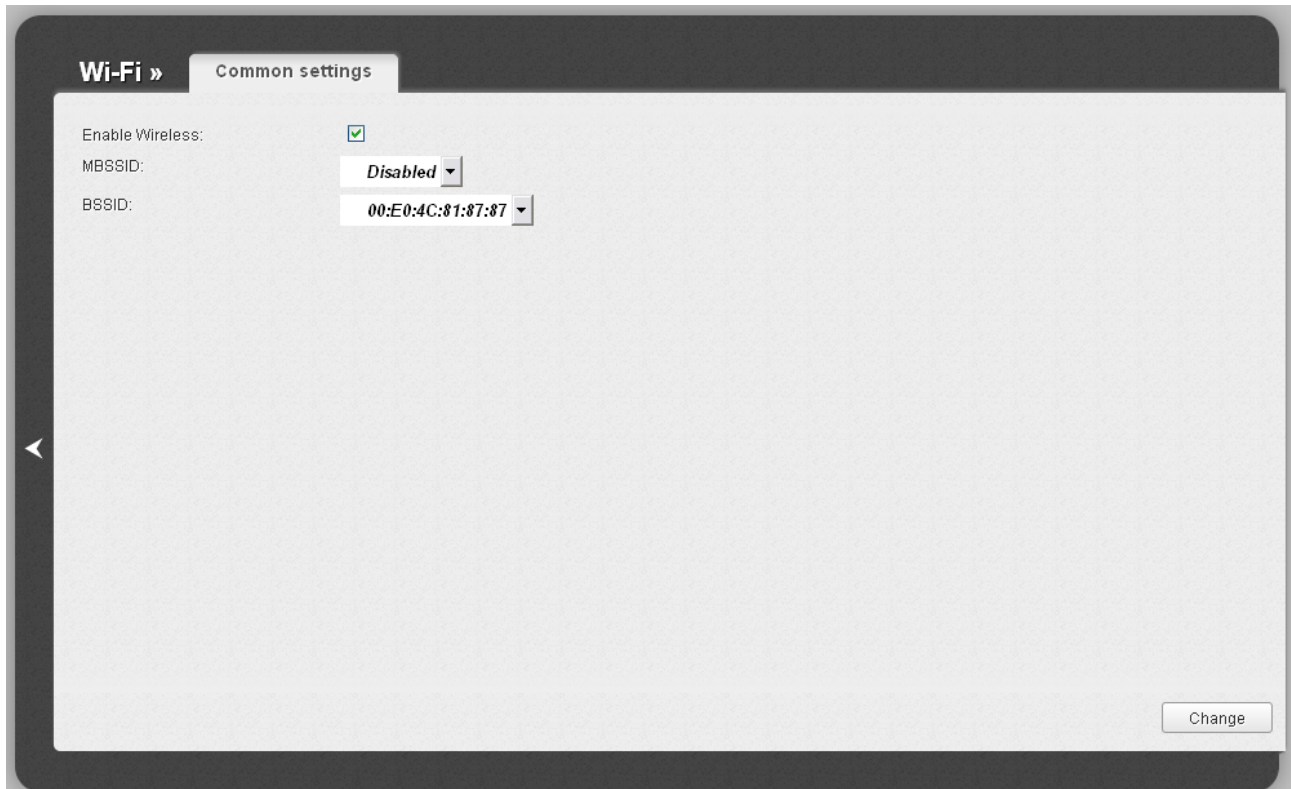 Wi-Fi » Common settings
Enable Wireless:
MBSSID: Disabled
BSSID: 00:E0:4C:81:87:87
Change